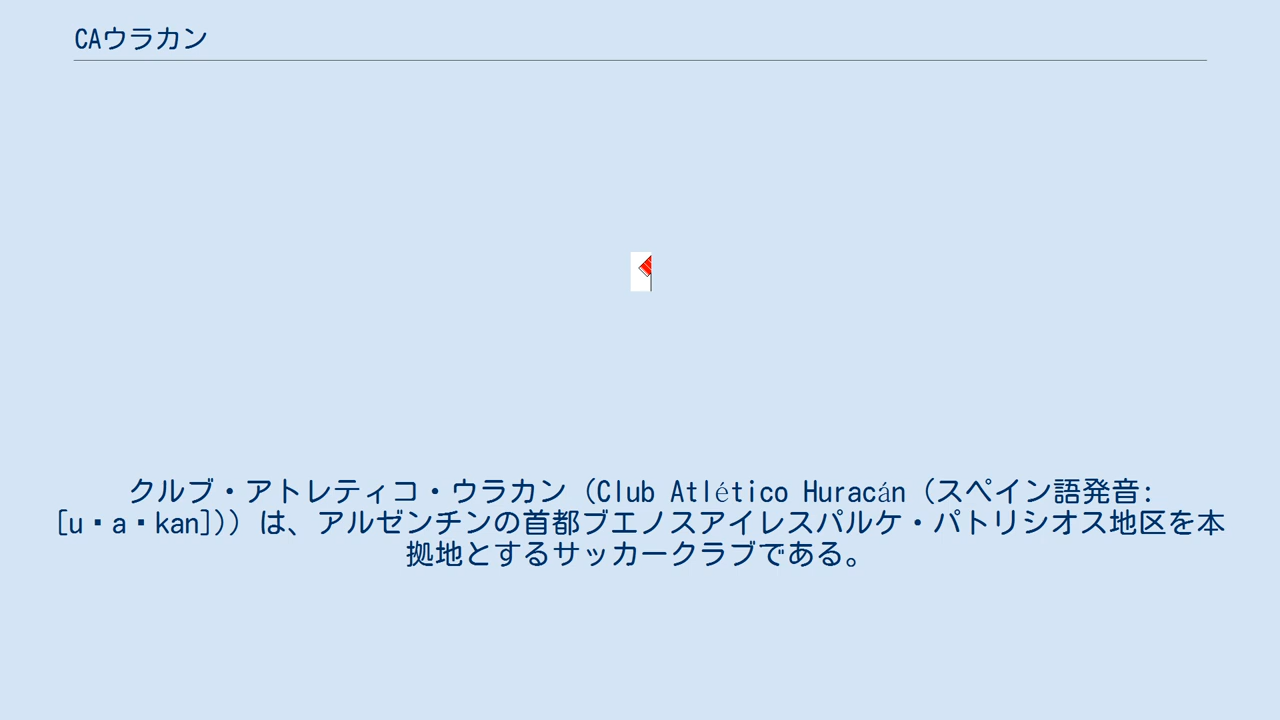 CAウラカン
クルブ・アトレティコ・ウラカン（Club Atlético Huracán（スペイン語発音:
[u▪a▪kan]））は、アルゼンチンの首都ブエノスアイレスパルケ・パトリシオス地区を本
拠地とするサッカークラブである。